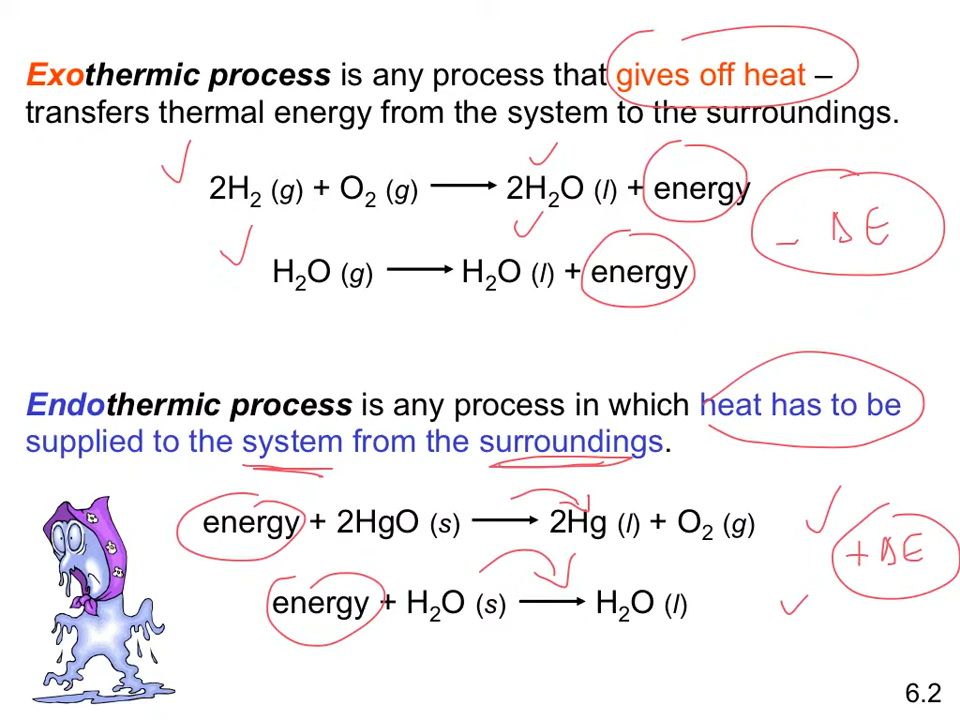 Exothermic process is any process that gives off heat –
transfers thermal energy from the system to the surroundings.
2H₂ (g) + O₂ (g) ⟶ 2H₂O (l) + energy
– ΔE
H₂O (g) ⟶ H₂O (l) + energy
Endothermic process is any process in which heat has to be
supplied to the system from the surroundings.
energy + 2HgO (s) ⟶ 2Hg (l) + O₂ (g)
+ ΔE
energy + H₂O (s) ⟶ H₂O (l)
6.2